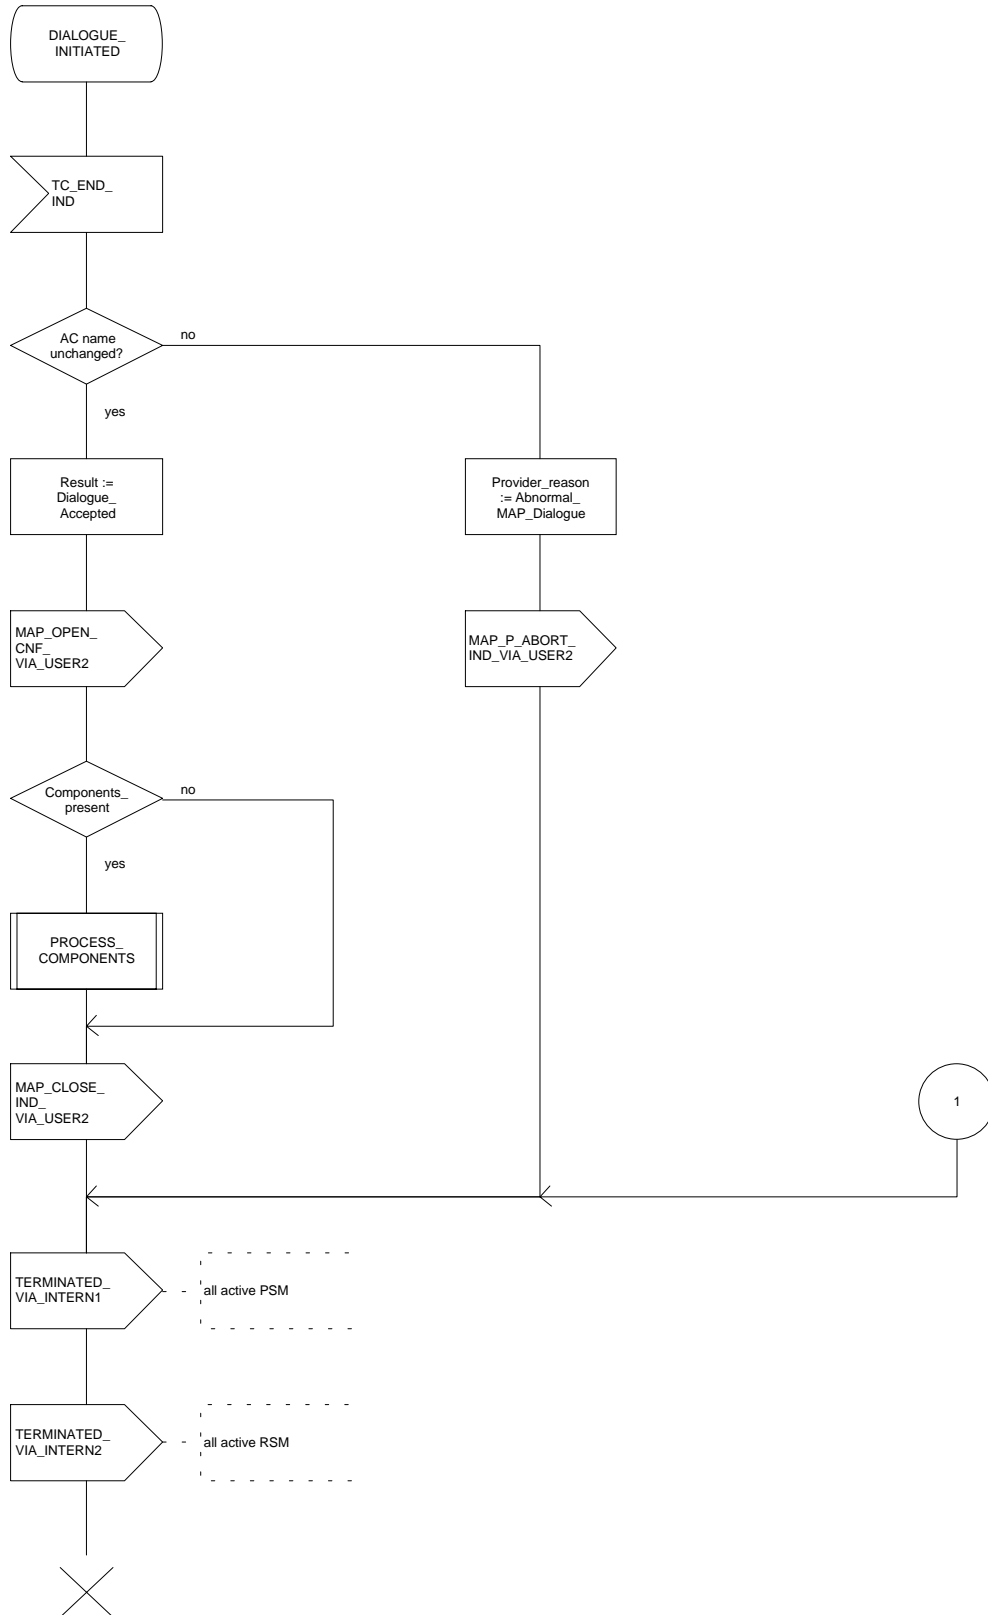 DIALOGUE_
INITIATED
TC_END_
IND
AC name
unchanged?
no
yes
Result :=
Dialogue_
Accepted
Provider_reason
:= Abnormal_
MAP_Dialogue
MAP_OPEN_
CNF_
VIA_USER2
MAP_P_ABORT_
IND_VIA_USER2
Components_
present
no
yes
PROCESS_
COMPONENTS
MAP_CLOSE_
IND_
VIA_USER2
1
TERMINATED_
VIA_INTERN1
all active PSM
TERMINATED_
VIA_INTERN2
all active RSM